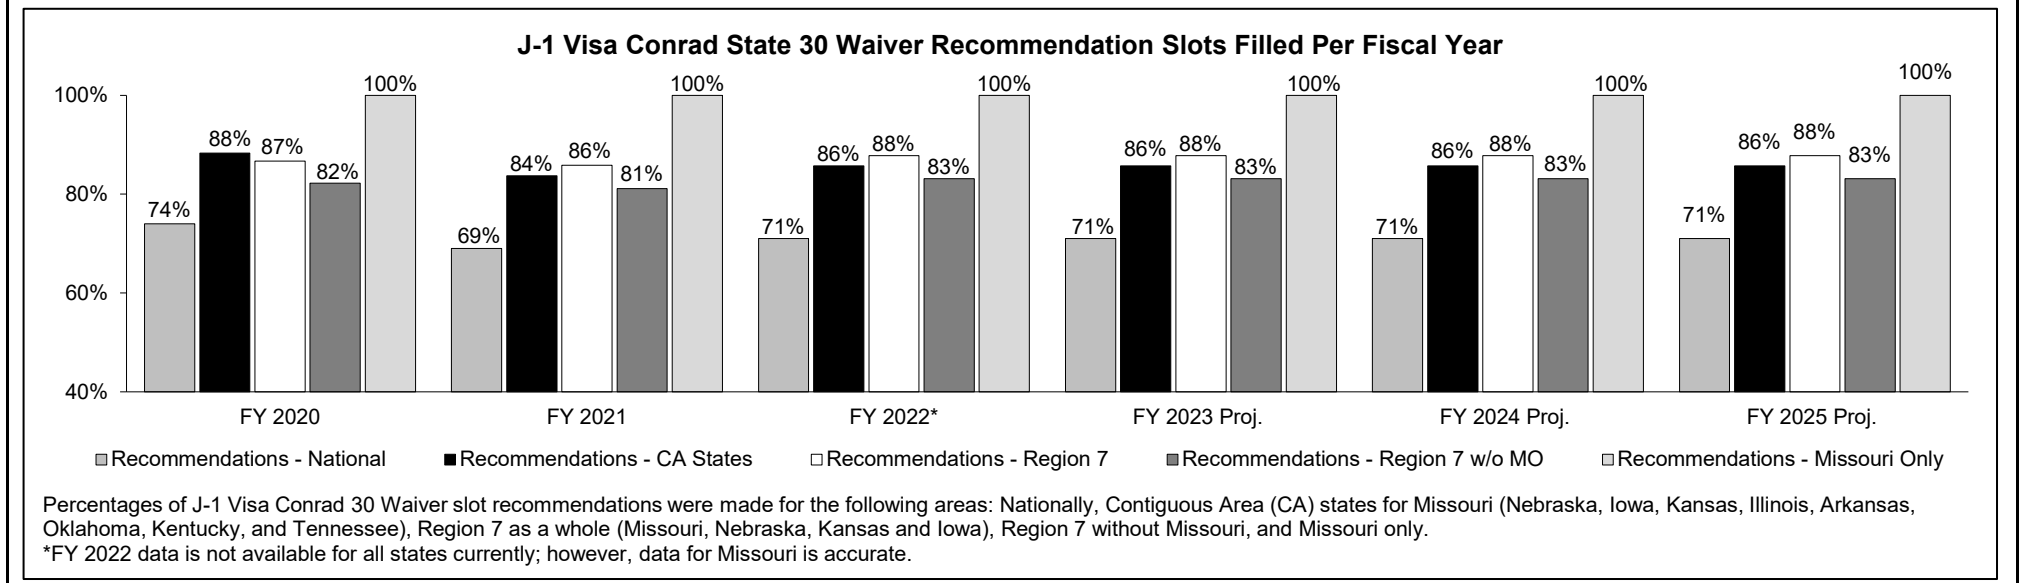 J-1 Visa Conrad State 30 Waiver Recommendation Slots Filled Per Fiscal Year
100%
80%
60%
40%
74%
88%
87%
82%
100%
69%
84%
86%
81%
100%
71%
86%
88%
83%
100%
71%
86%
88%
83%
100%
71%
86%
88%
83%
100%
71%
86%
88%
83%
100%
FY 2020
FY 2021
FY 2022*
FY 2023 Proj.
FY 2024 Proj.
FY 2025 Proj.
Recommendations - National
Recommendations - CA States
Recommendations - Region 7
Recommendations - Region 7 w/o MO
Recommendations - Missouri Only
Percentages of J-1 Visa Conrad 30 Waiver slot recommendations were made for the following areas: Nationally, Contiguous Area (CA) states for Missouri (Nebraska, Iowa, Kansas, Illinois, Arkansas,
Oklahoma, Kentucky, and Tennessee), Region 7 as a whole (Missouri, Nebraska, Kansas and Iowa), Region 7 without Missouri, and Missouri only.
*FY 2022 data is not available for all states currently; however, data for Missouri is accurate.